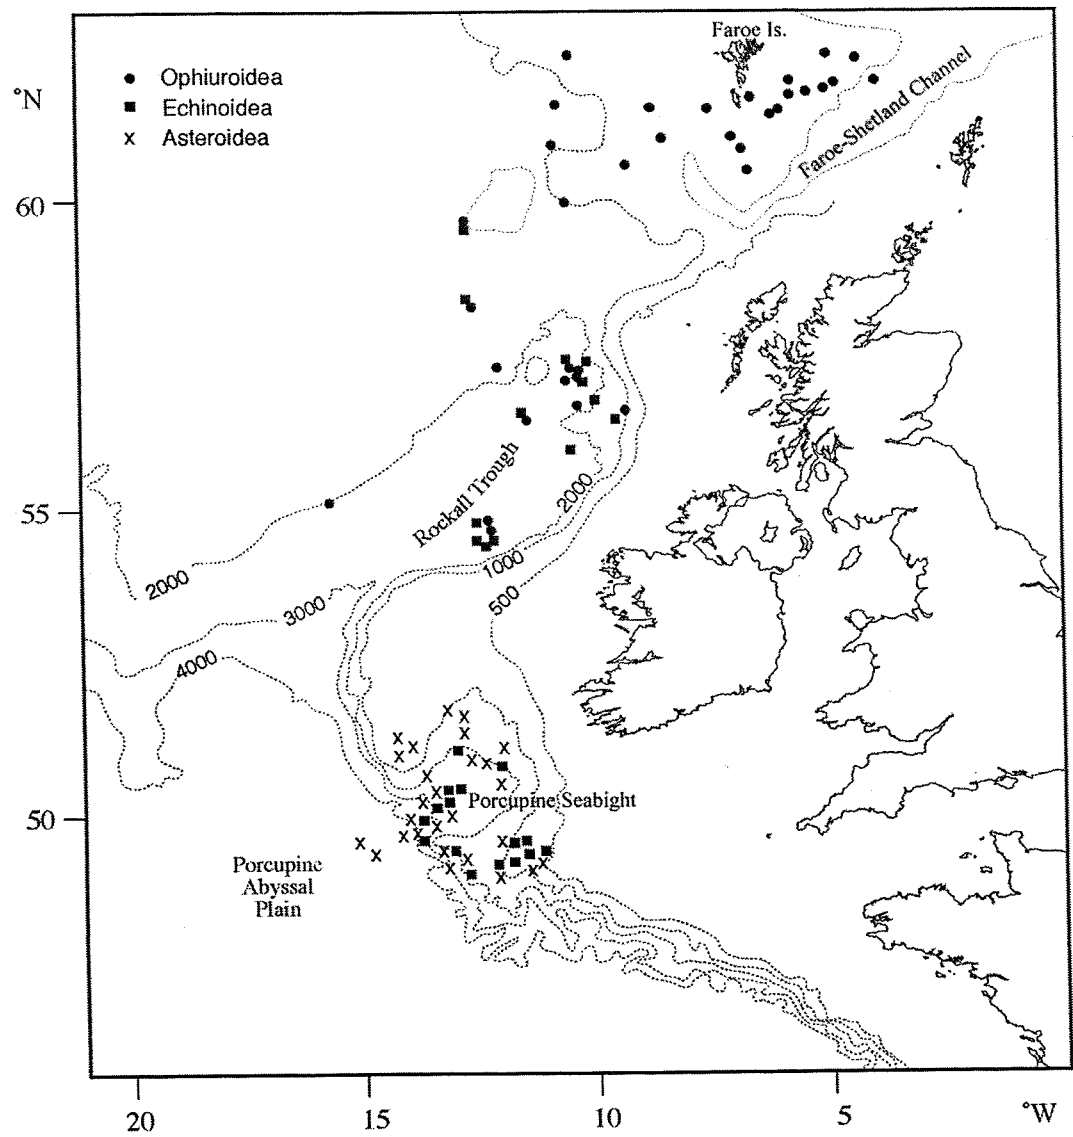 Faroe Is.
Ophiuroidea
Echinoidea
x Asteroidea
°N
Faroe-Shetland Channel
60
Rockall Trough
2000
55
1000
2000
500
3000
4000
Porcupine Seabight
50
Porcupine
Abyssal
Plain
20
15
10
5
°W